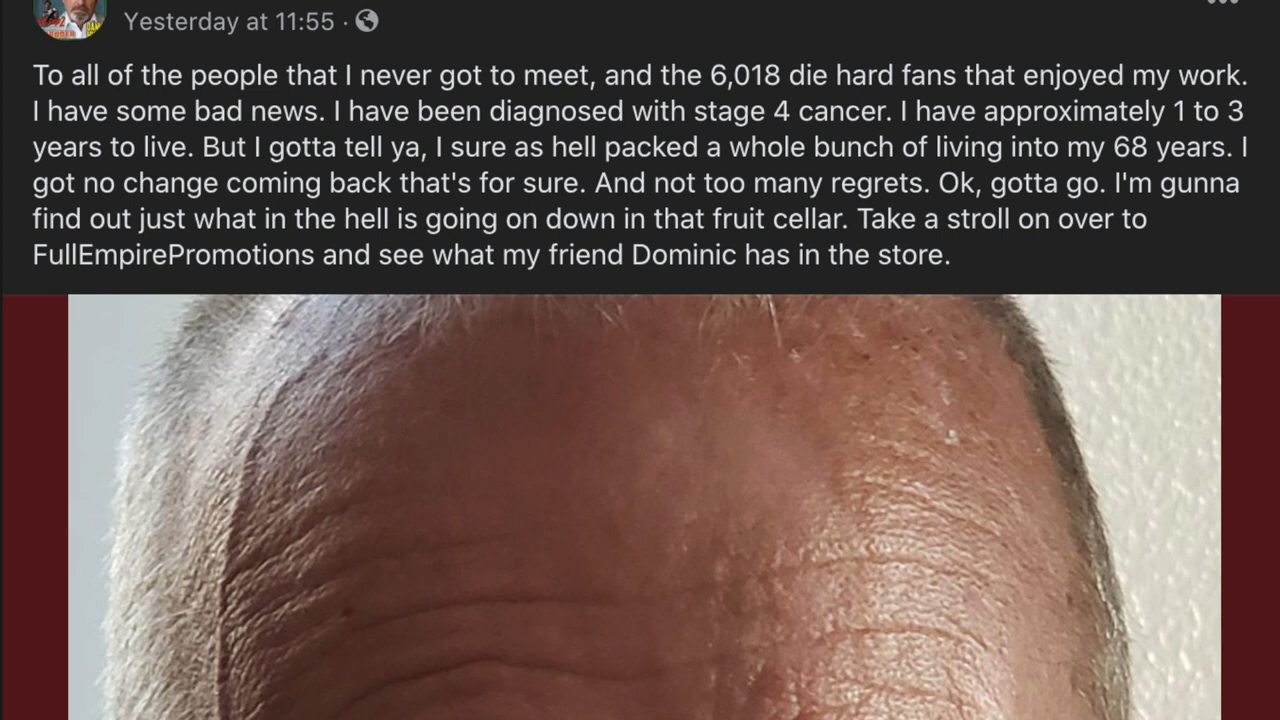 Yesterday at 11:55 ·
To all of the people that I never got to meet, and the 6,018 die hard fans that enjoyed my work.
I have some bad news. I have been diagnosed with stage 4 cancer. I have approximately 1 to 3
years to live. But I gotta tell ya, I sure as hell packed a whole bunch of living into my 68 years. I
got no change coming back that's for sure. And not too many regrets. Ok, gotta go. I'm gunna
find out just what in the hell is going on down in that fruit cellar. Take a stroll on over to
FullEmpirePromotions and see what my friend Dominic has in the store.